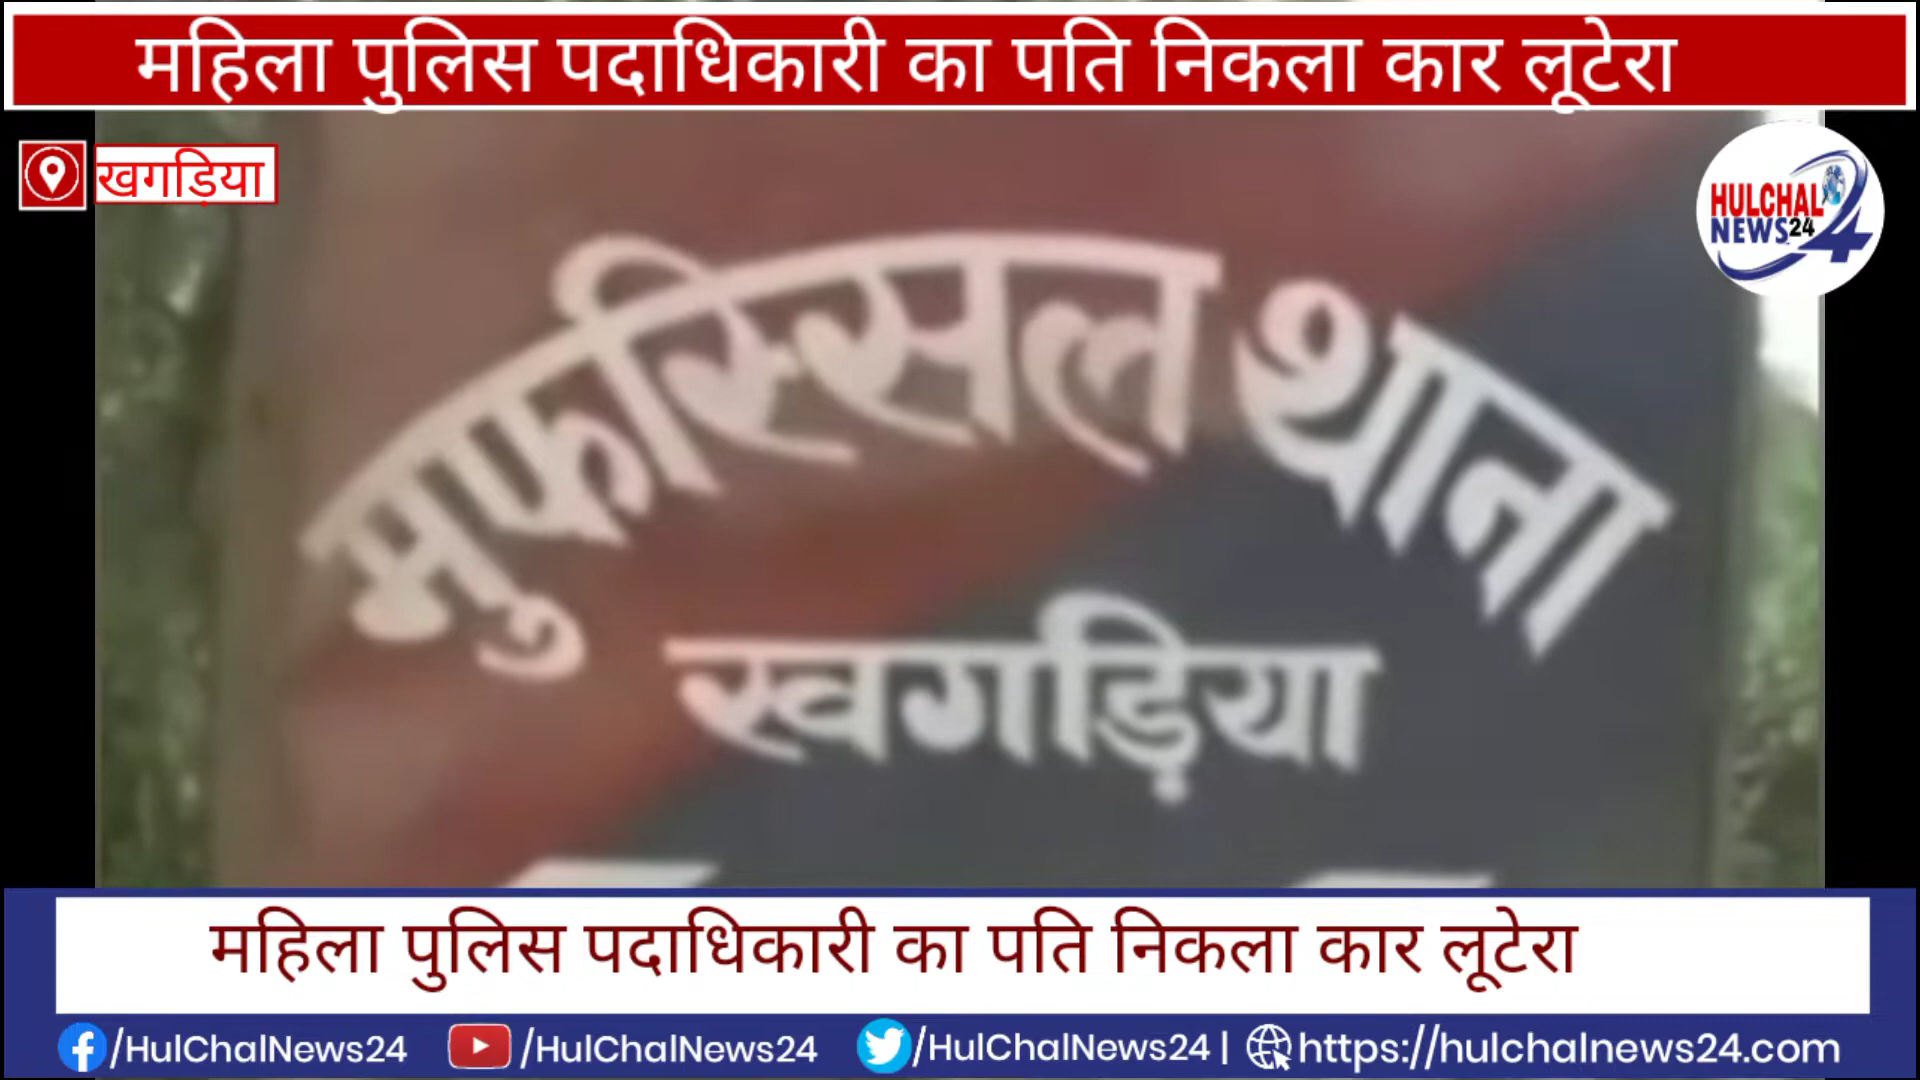 महिला पुलिस पदाधिकारी का पति निकला कार लूटेरा
खगड़िया
HULCHAL
NEWS24
24
मुफस्सिल थाना
खगड़िया
महिला पुलिस पदाधिकारी का पति निकला कार लूटेरा
/HulChalNews24 /HulChalNews24 /HulChalNews24 | https://hulchalnews24.com